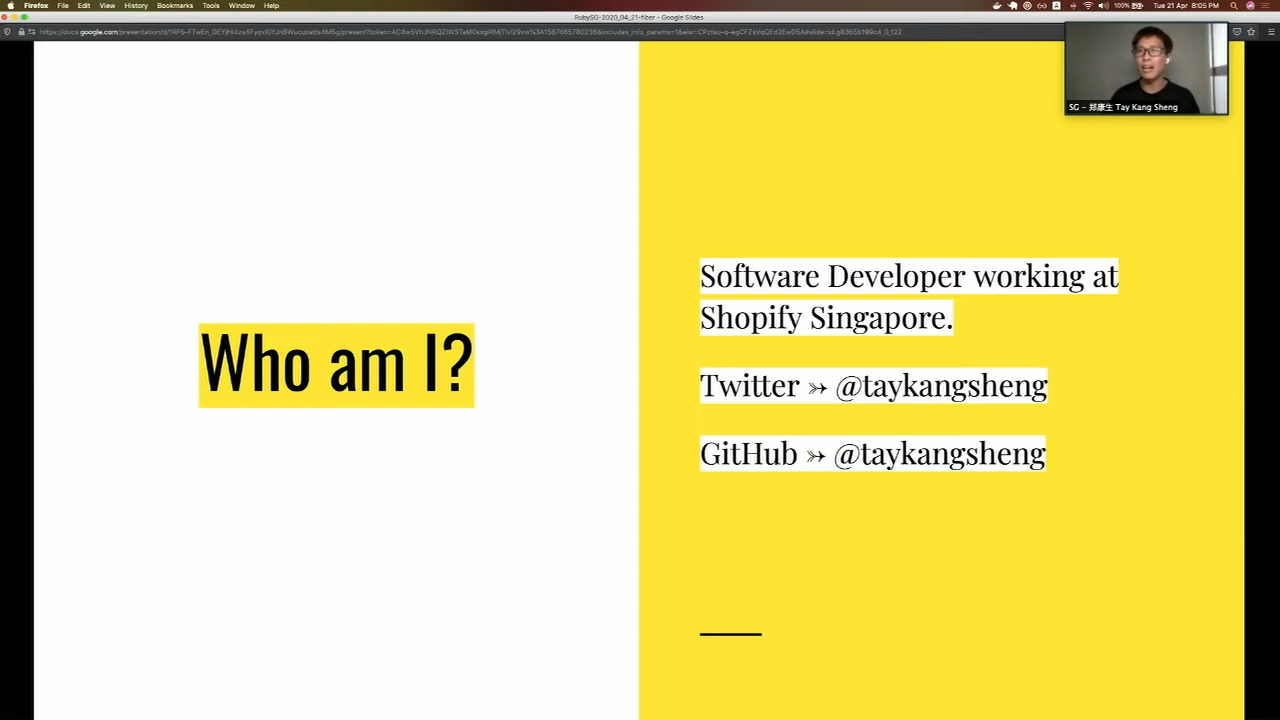 Firefox File Edit View History Bookmarks Tools Window Help
100% Tue 21 Apr 8:05 PM
RubySG-2020_04_21-fiber - Google Slides
SG - 郑康生 Tay Kang Sheng
Who am I?
Software Developer working at
Shopify Singapore.
Twitter ➳ @taykangsheng
GitHub ➳ @taykangsheng